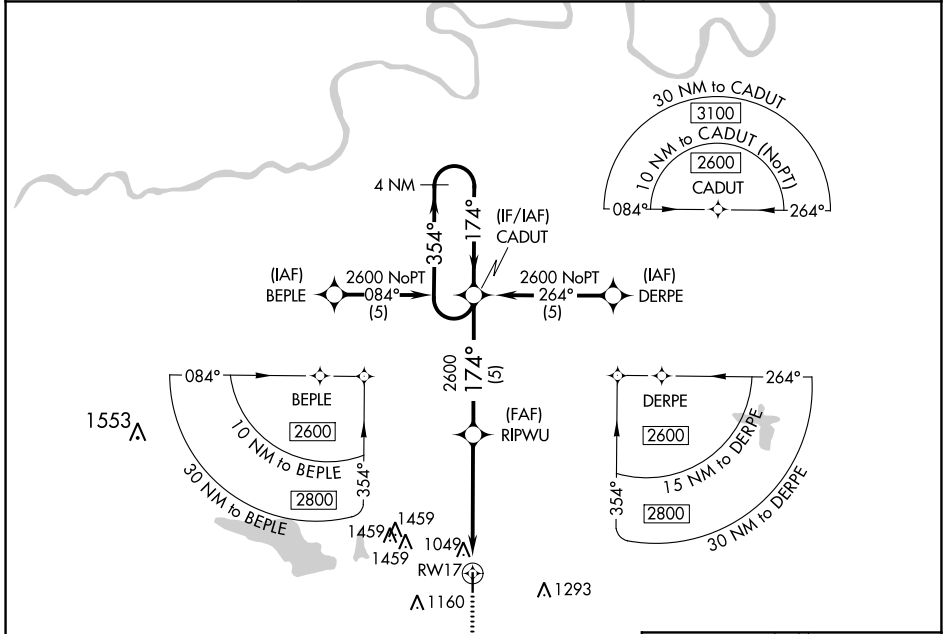 30 NM to CADUT
3100
10 NM to CADUT (NoPT)
2600
CADUT
084°
264°
4 NM
354°
174°
(IF/IAF)
CADUT
(IAF)
BEPLE
2600 NoPT
084°
(5)
2600 NoPT
264°
(5)
(IAF)
DERPE
2600
174°
(5)
(FAF)
RIPWU
084°
BEPLE
2600
10 NM to BEPLE
2800
30 NM to BEPLE
354°
264°
DERPE
2600
15 NM to DERPE
2800
30 NM to DERPE
354°
1553
1459
1459
1459
1049
RW17
1160
1293